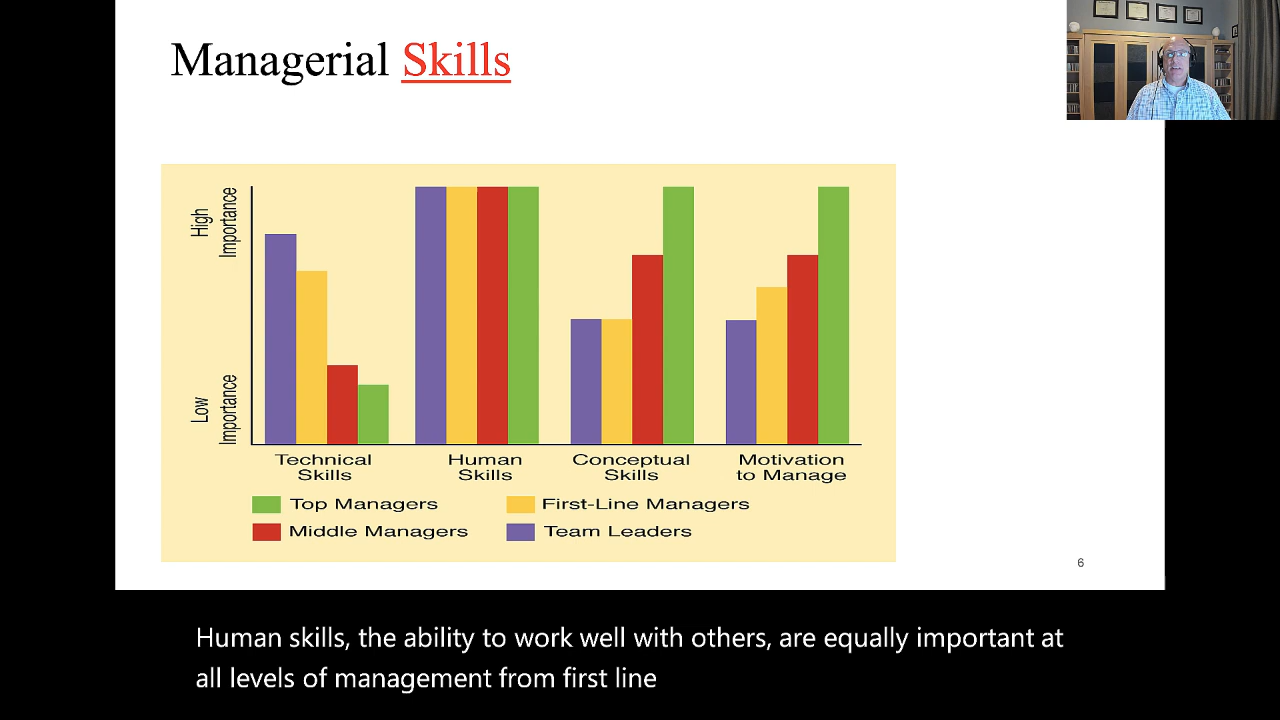 Managerial Skills
High
Importance
Low
Importance
Technical
Skills
Human
Skills
Conceptual
Skills
Motivation
to Manage
Top Managers
First-Line Managers
Middle Managers
Team Leaders
6
Human skills, the ability to work well with others, are equally important at
all levels of management from first line